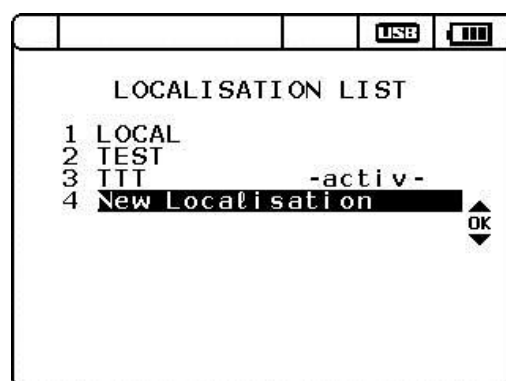 USB
LOCALISATION LIST
1 LOCAL
2 TEST
3 TTT -activ-
4 New Localisation
OK